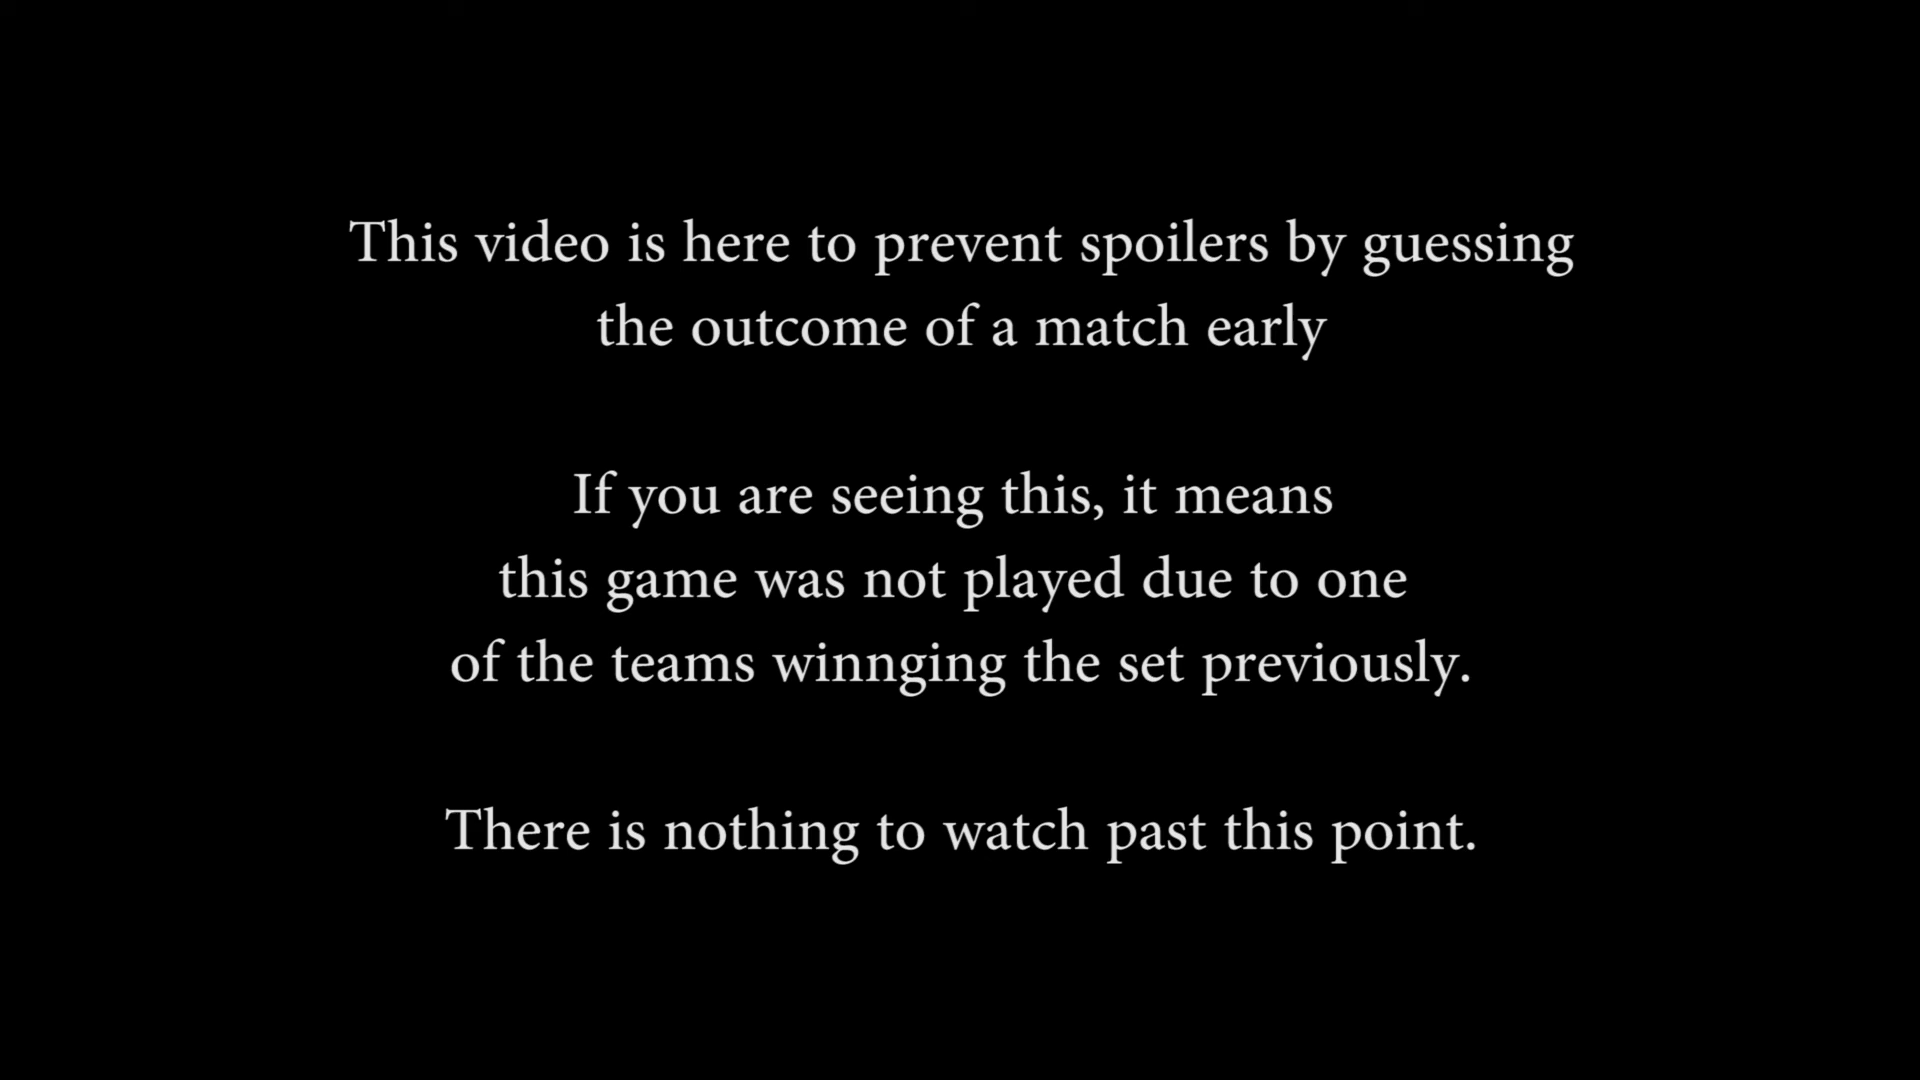 This video is here to prevent spoilers by guessing
the outcome of a match early
If you are seeing this, it means
this game was not played due to one
of the teams winnging the set previously.
There is nothing to watch past this point.